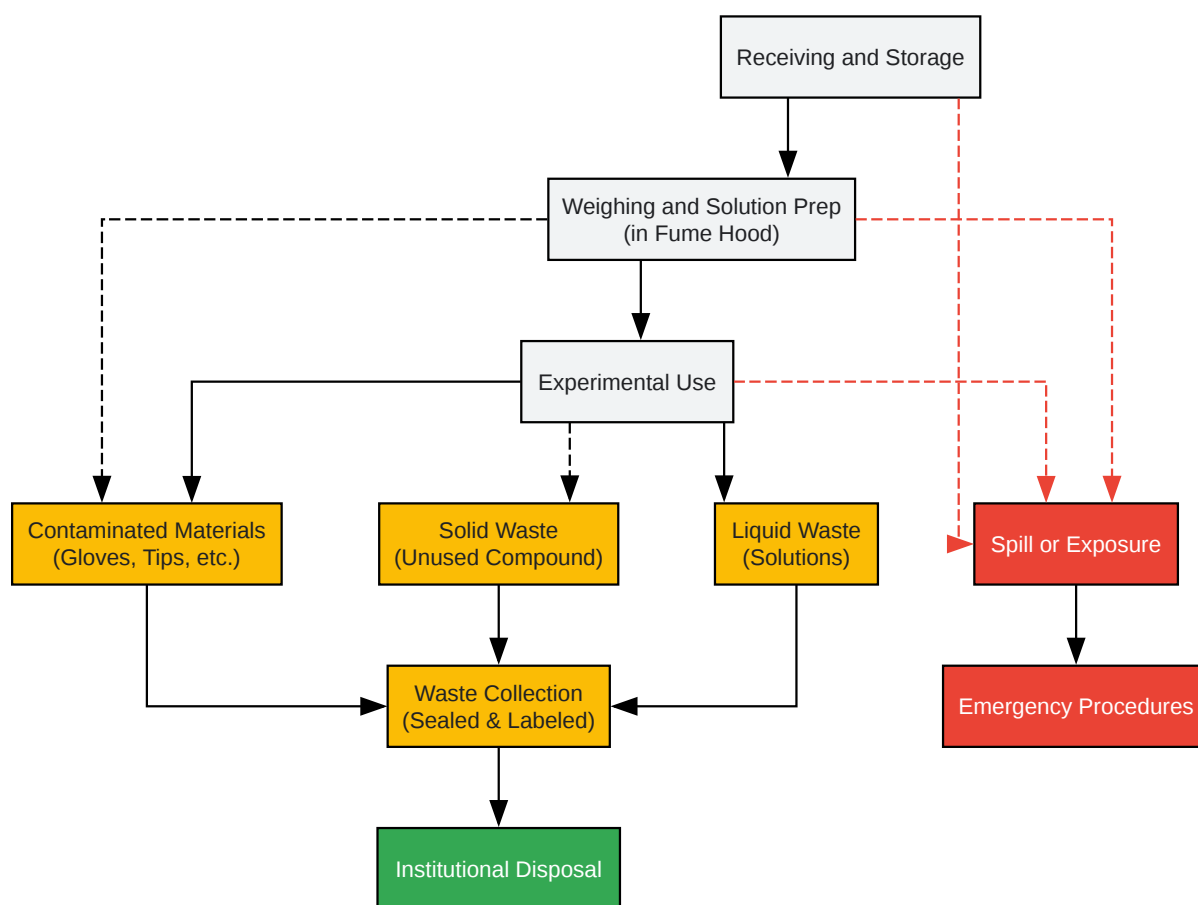 Receiving and Storage
Weighing and Solution Prep
(in Fume Hood)
Experimental Use
Contaminated Materials
(Gloves, Tips, etc.)
Solid Waste
(Unused Compound)
Liquid Waste
(Solutions)
Spill or Exposure
Waste Collection
(Sealed & Labeled)
Emergency Procedures
Institutional Disposal